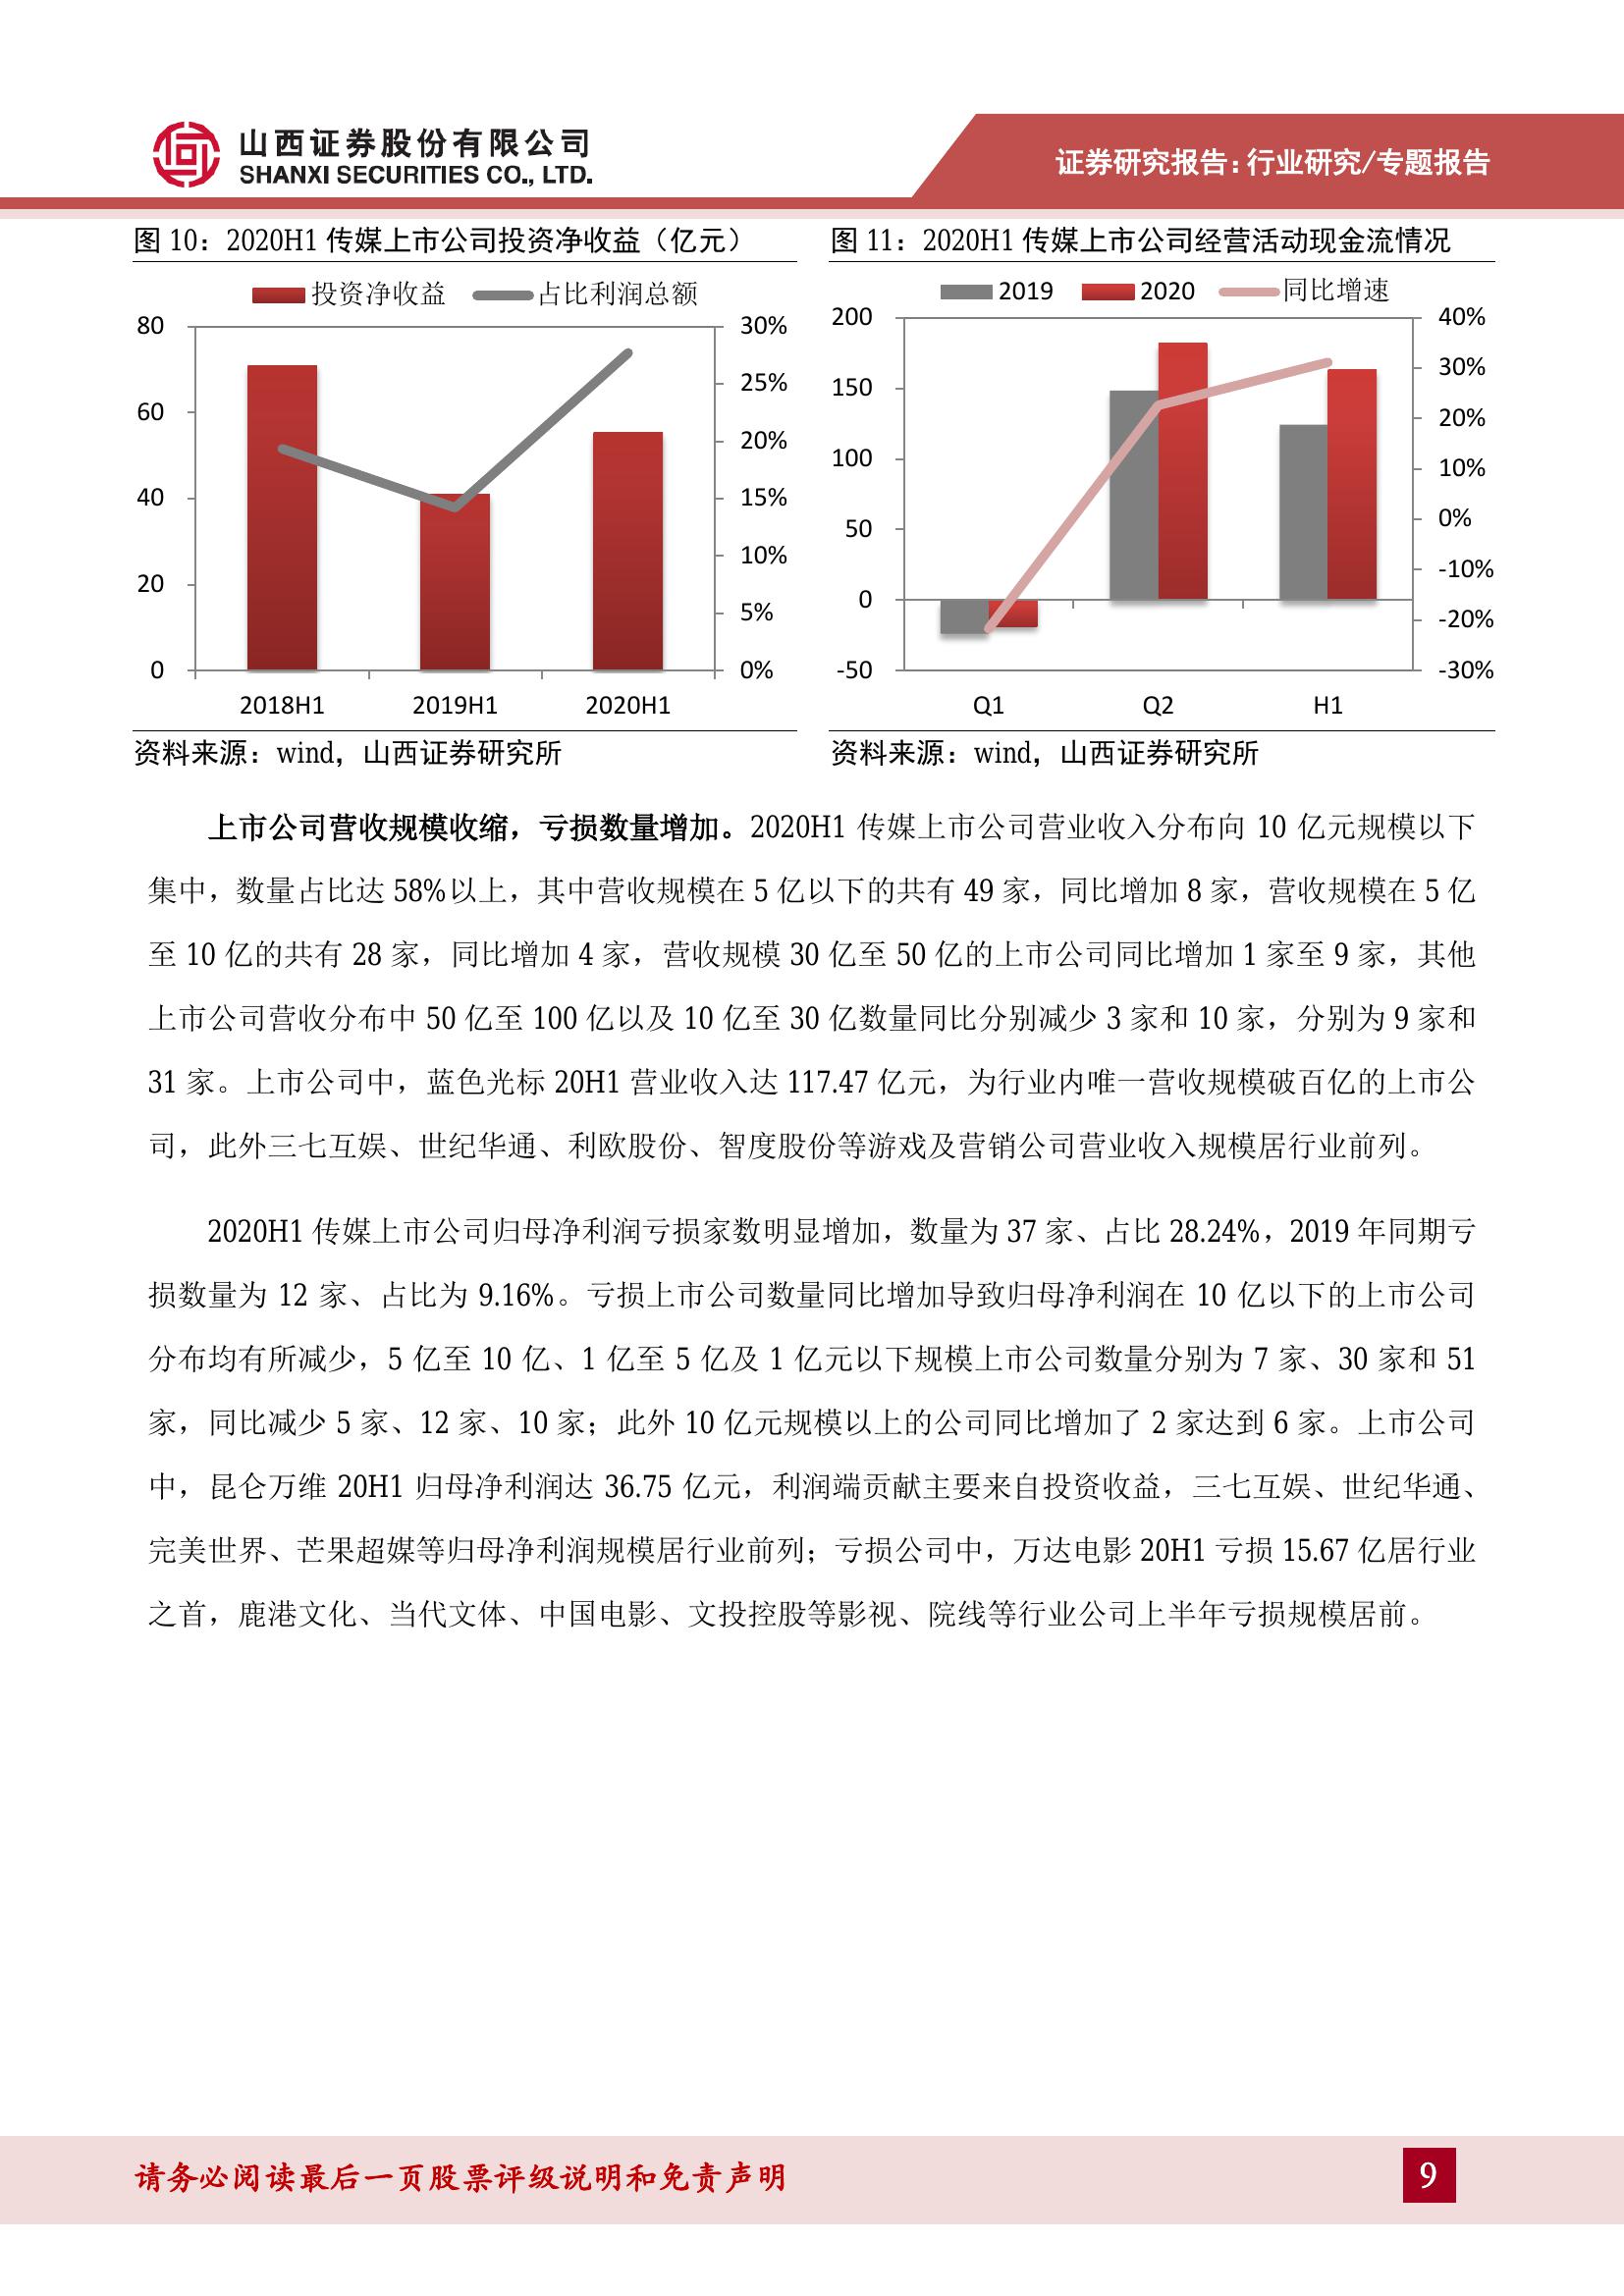 山西证券股份有限公司
SHANXI SECURITIES CO., LTD.
证券研究报告：行业研究/专题报告
图 10：2020H1 传媒上市公司投资净收益（亿元）
投资净收益 占比利润总额
80
60
40
20
0
30%
25%
20%
15%
10%
5%
0%
2018H1 2019H1 2020H1
资料来源：wind，山西证券研究所
图 11：2020H1 传媒上市公司经营活动现金流情况
2019 2020 同比增速
200
150
100
50
0
-50
40%
30%
20%
10%
0%
-10%
-20%
-30%
Q1 Q2 H1
资料来源：wind，山西证券研究所
上市公司营收规模收缩，亏损数量增加。2020H1 传媒上市公司营业收入分布向 10 亿元规模以下
集中，数量占比达 58%以上，其中营收规模在 5 亿以下的共有 49 家，同比增加 8 家，营收规模在 5 亿
至 10 亿的共有 28 家，同比增加 4 家，营收规模 30 亿至 50 亿的上市公司同比增加 1 家至 9 家，其他
上市公司营收分布中 50 亿至 100 亿以及 10 亿至 30 亿数量同比分别减少 3 家和 10 家，分别为 9 家和
31 家。上市公司中，蓝色光标 20H1 营业收入达 117.47 亿元，为行业内唯一营收规模破百亿的上市公
司，此外三七互娱、世纪华通、利欧股份、智度股份等游戏及营销公司营业收入规模居行业前列。
2020H1 传媒上市公司归母净利润亏损家数明显增加，数量为 37 家、占比 28.24%，2019 年同期亏
损数量为 12 家、占比为 9.16%。亏损上市公司数量同比增加导致归母净利润在 10 亿以下的上市公司
分布均有所减少，5 亿至 10 亿、1 亿至 5 亿及 1 亿元以下规模上市公司数量分别为 7 家、30 家和 51
家，同比减少 5 家、12 家、10 家；此外 10 亿元规模以上的公司同比增加了 2 家达到 6 家。上市公司
中，昆仑万维 20H1 归母净利润达 36.75 亿元，利润端贡献主要来自投资收益，三七互娱、世纪华通、
完美世界、芒果超媒等归母净利润规模居行业前列；亏损公司中，万达电影 20H1 亏损 15.67 亿居行业
之首，鹿港文化、当代文体、中国电影、文投控股等影视、院线等行业公司上半年亏损规模居前。
请务必阅读最后一页股票评级说明和免责声明
9